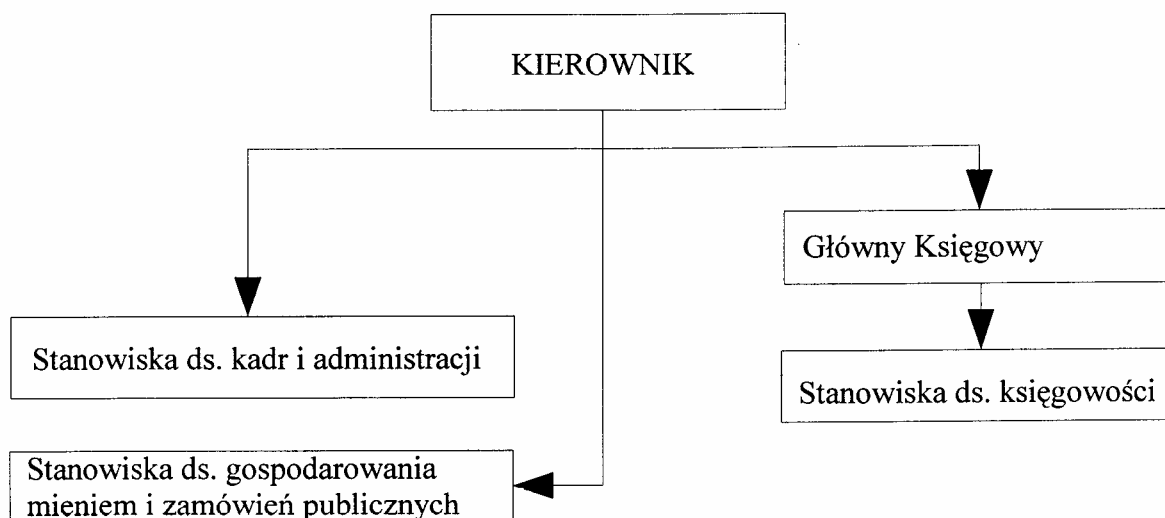 KIEROWNIK
Główny Księgowy
Stanowiska ds. kadr i administracji
Stanowiska ds. księgowości
Stanowiska ds. gospodarowania
mieniem i zamówień publicznych